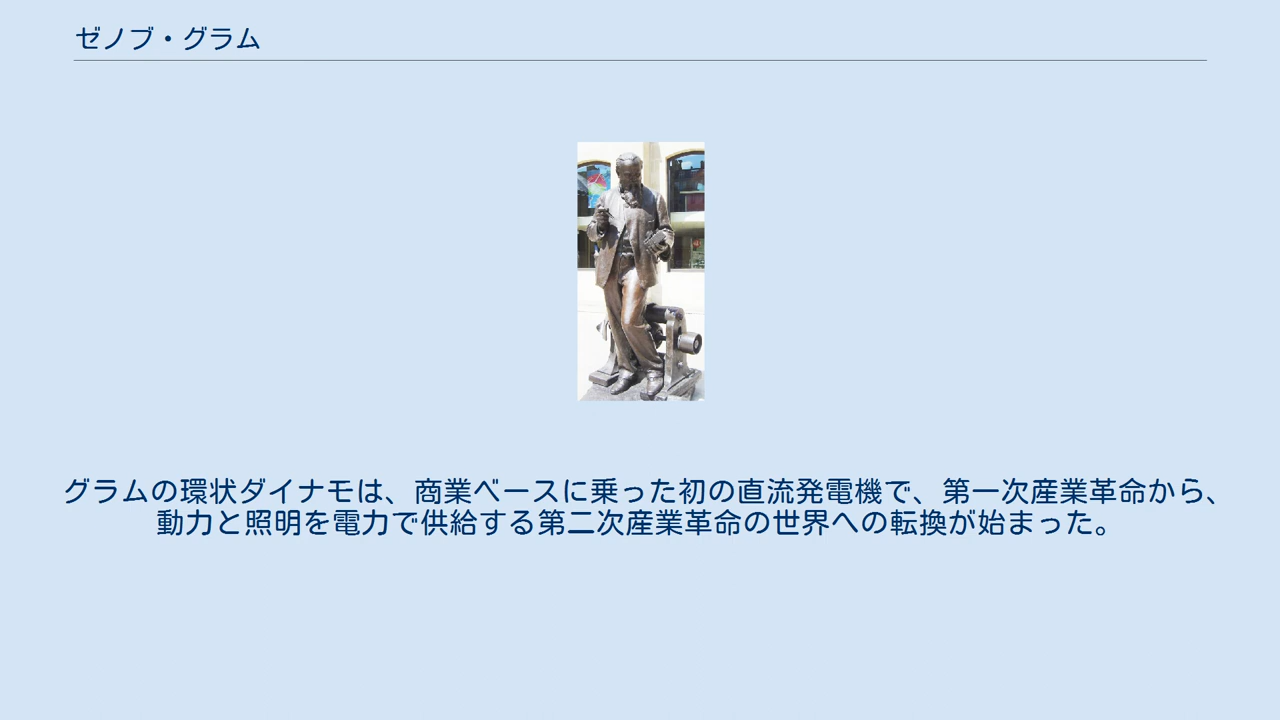 ゼノブ・グラム
グラムの環状ダイナモは、商業ベースに乗った初の直流発電機で、第一次産業革命から、
動力と照明を電力で供給する第二次産業革命の世界への転換が始まった。